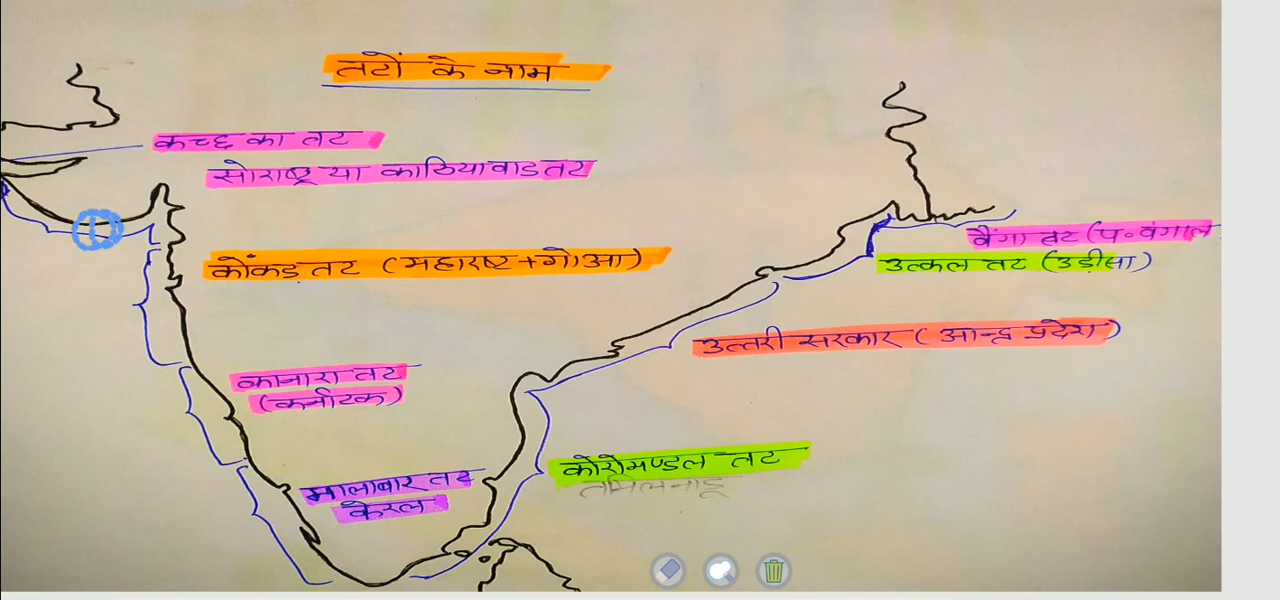 तटों के नाम
कच्छ का तट
सोराष्ट्र या काठियावाड तट
कोंकड़ तट (महाराष्ट+गोआ)
वैंगा तट (प॰ बंगाल
उत्कल तट (उड़ीसा)
उत्तरी सरकार (आन्द्र प्रदेश)
कानारा तट
(कर्नाटक)
कोरोमण्डल तट
तमिलनाडू
मालाबार तट
केरल